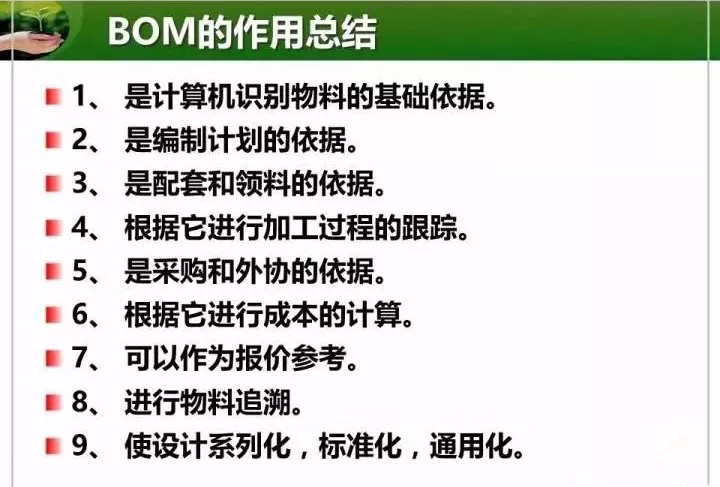 BOM的作用总结
1、 是计算机识别物料的基础依据。
2、 是编制计划的依据。
3、 是配套和领料的依据。
4、 根据它进行加工过程的跟踪。
5、 是采购和外协的依据。
6、 根据它进行成本的计算。
7、 可以作为报价参考。
8、 进行物料追溯。
9、 使设计系列化，标准化，通用化。